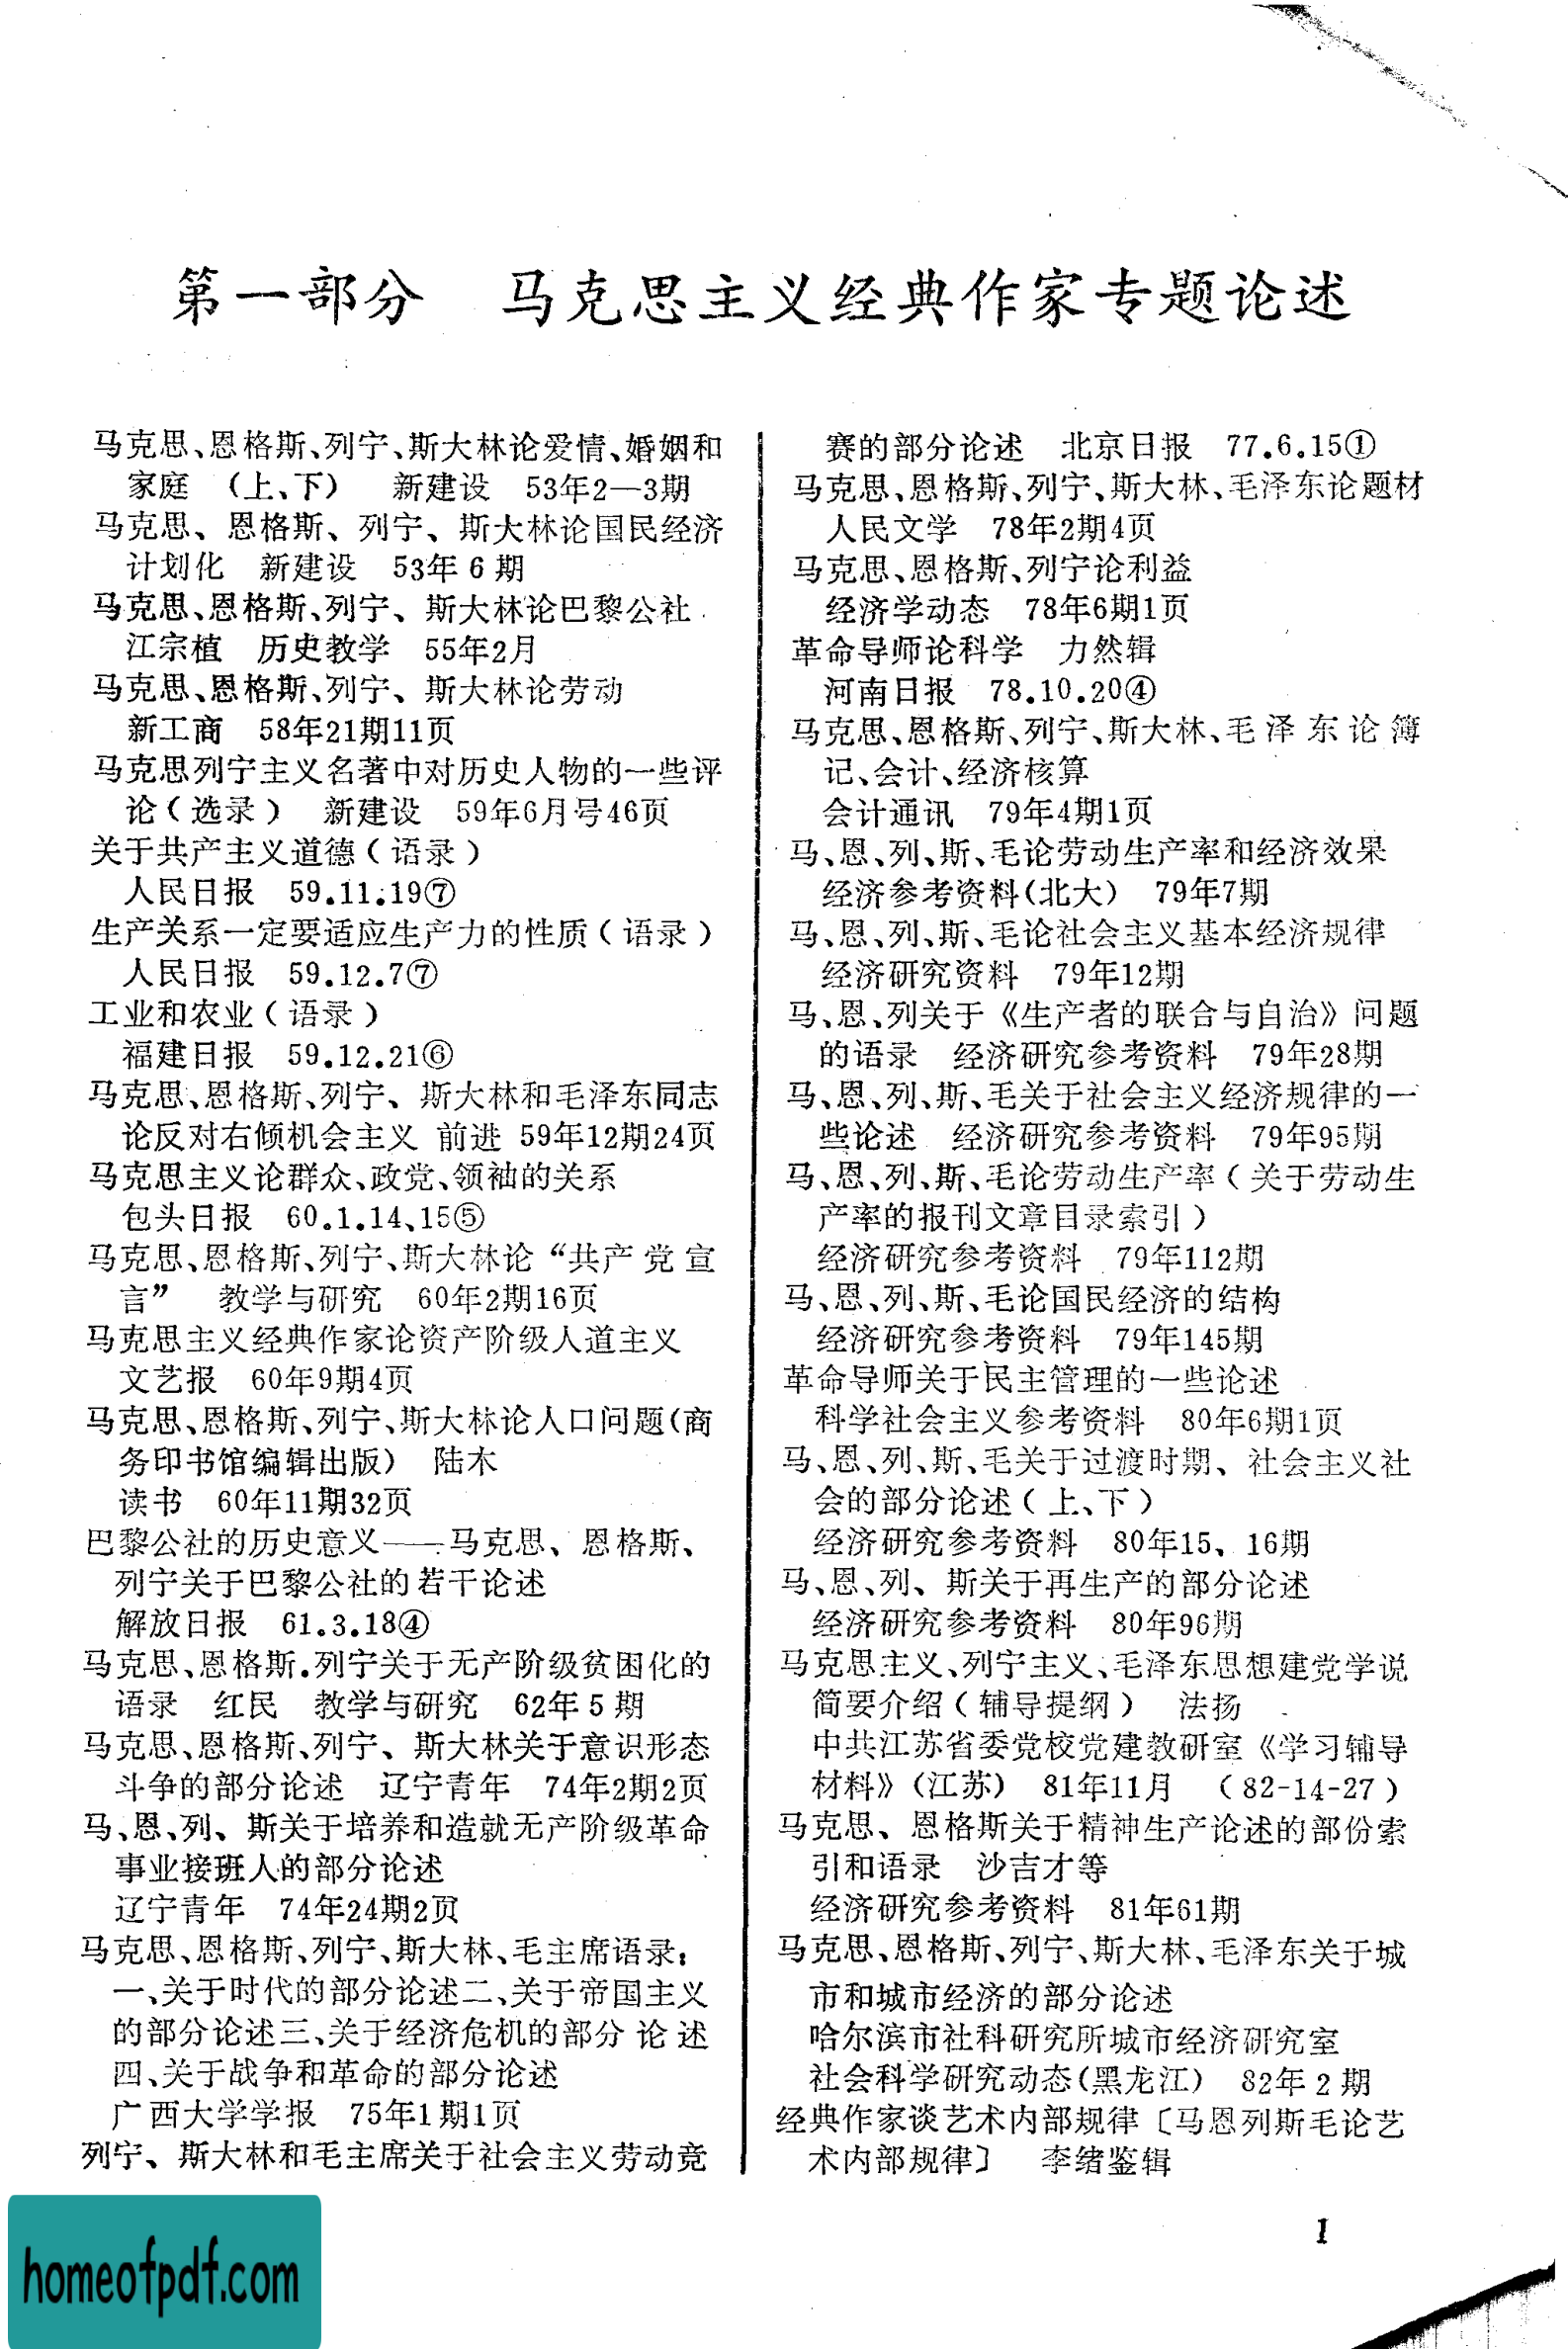 第一部分　马克思主义经典作家专题论述
马克思、恩格斯、列宁、斯大林论爱情、婚姻和
家庭　（上、下）　新建设　53年2—3期
马克思、恩格斯、列宁、斯大林论国民经济
计划化　新建设　53年6期
马克思、恩格斯、列宁、斯大林论巴黎公社
江宗植　历史教学　55年2月
马克思、恩格斯、列宁、斯大林论劳动
新工商　58年21期11页
马克思列宁主义名著中对历史人物的一些评
论（选录）　新建设　59年6月号46页
关于共产主义道德（语录）
人民日报　59.11.19⑦
生产关系一定要适应生产力的性质（语录）
人民日报　59.12.7⑦
工业和农业（语录）
福建日报　59.12.21⑥
马克思、恩格斯、列宁、斯大林和毛泽东同志
论反对右倾机会主义　前进　59年12期24页
马克思主义论群众、政党、领袖的关系
包头日报　60.1.14、15⑤
马克思、恩格斯、列宁、斯大林论“共产党宣
言”　教学与研究　60年2期16页
马克思主义经典作家论资产阶级人道主义
文艺报　60年9期4页
马克思、恩格斯、列宁、斯大林论人口问题（商
务印书馆编辑出版）　陆木
读书　60年11期32页
巴黎公社的历史意义——马克思、恩格斯、
列宁关于巴黎公社的若干论述
解放日报　61.3.18④
马克思、恩格斯.列宁关于无产阶级贫困化的
语录　红民　教学与研究　62年5期
马克思、恩格斯、列宁、斯大林关于意识形态
斗争的部分论述　辽宁青年　74年2期2页
马、恩、列、斯关于培养和造就无产阶级革命
事业接班人的部分论述
辽宁青年　74年24期2页
马克思、恩格斯、列宁、斯大林、毛主席语录：
一、关于时代的部分论述二、关于帝国主义
的部分论述三、关于经济危机的部分论述
四、关于战争和革命的部分论述
广西大学学报　75年1期1页
列宁、斯大林和毛主席关于社会主义劳动竞
赛的部分论述　北京日报　77.6.15①
马克思、恩格斯、列宁、斯大林、毛泽东论题材
人民文学　78年2期4页
马克思、恩格斯、列宁论利益
经济学动态　78年6期1页
革命导师论科学　力然辑
河南日报　78.10.20④
马克思、恩格斯、列宁、斯大林、毛泽东论簿
记、会计、经济核算
会计通讯　79年4期1页
马、恩、列、斯、毛论劳动生产率和经济效果
经济参考资料（北大）　79年7期
马、恩、列、斯、毛论社会主义基本经济规律
经济研究资料　79年12期
马、恩、列关于《生产者的联合与自治》问题
的语录　经济研究参考资料　79年28期
马、恩、列、斯、毛关于社会主义经济规律的一
些论述　经济研究参考资料　79年95期
马、恩、列、斯、毛论劳动生产率（关于劳动生
产率的报刊文章目录索引）
经济研究参考资料　79年112期
马、恩、列、斯、毛论国民经济的结构
经济研究参考资料　79年145期
革命导师关于民主管理的一些论述
科学社会主义参考资料　80年6期1页
马、恩、列、斯、毛关于过渡时期、社会主义社
会的部分论述（上、下）
经济研究参考资料　80年15、16期
马、恩、列、斯关于再生产的部分论述
经济研究参考资料　80年96期
马克思主义、列宁主义、毛泽东思想建党学说
简要介绍（辅导提纲）　法扬
中共江苏省委党校党建教研室《学习辅导
材料》（江苏）　81年11月　（82-14-27）
马克思、恩格斯关于精神生产论述的部份索
引和语录　沙吉才等
经济研究参考资料　81年61期
马克思、恩格斯、列宁、斯大林、毛泽东关于城
市和城市经济的部分论述
哈尔滨市社科研究所城市经济研究室
社会科学研究动态（黑龙江）　82年2期
经典作家谈艺术内部规律〔马恩列斯毛论艺
术内部规律〕　李绪鉴辑
1
homeofpdf.com